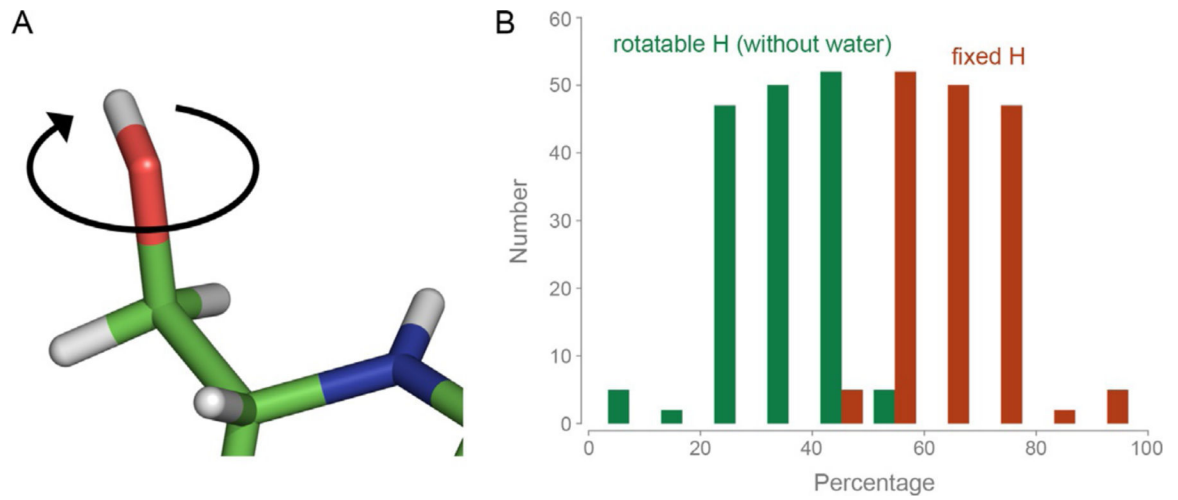 A
B
rotatable H (without water)
fixed H
Number
60
50
40
30
20
10
0
0 20 40 60 80 100
Percentage